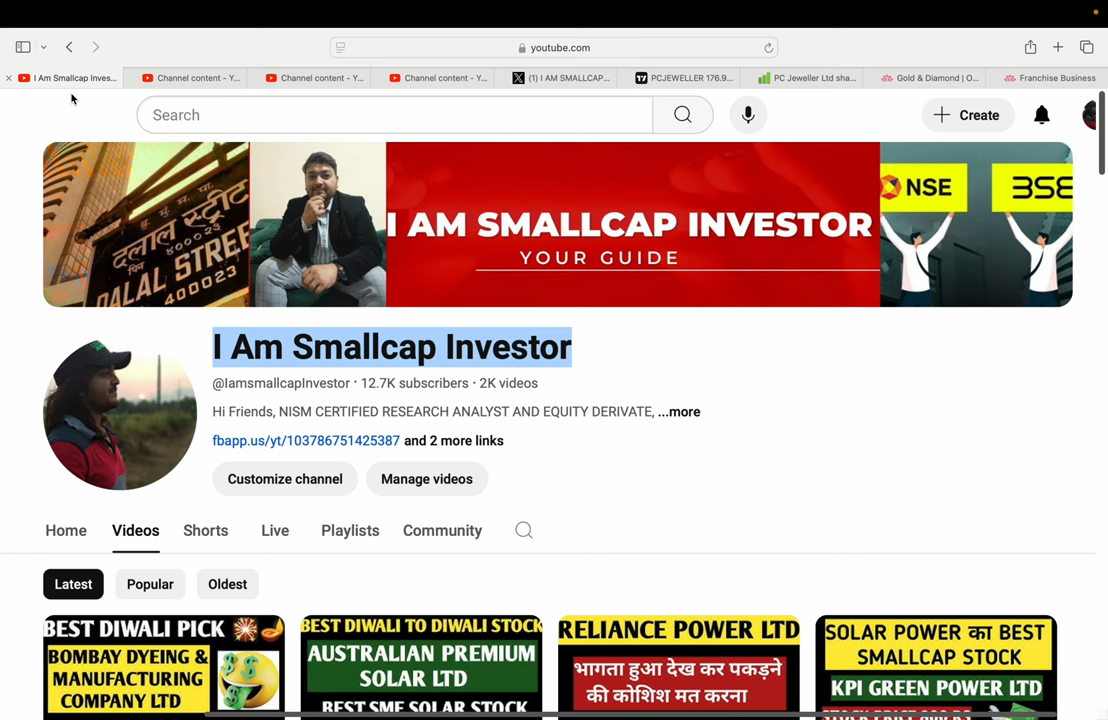 youtube.com
I Am Smallcap Inves...
Channel content - Y...
Channel content - Y...
Channel content - Y...
(1) I AM SMALLCAP...
PCJEWELLER 176.9...
PC Jeweller Ltd sha...
Gold & Diamond | O...
Franchise Business
Search
Create
दलाल स्ट्रीट
DALAL STREE
400023
I AM SMALLCAP INVESTOR
YOUR GUIDE
NSE
BSE
I Am Smallcap Investor
@IamsmallcapInvestor · 12.7K subscribers · 2K videos
Hi Friends, NISM CERTIFIED RESEARCH ANALYST AND EQUITY DERIVATE, ...more
fbapp.us/yt/103786751425387 and 2 more links
Customize channel
Manage videos
Home
Videos
Shorts
Live
Playlists
Community
Latest
Popular
Oldest
BEST DIWALI PICK
BOMBAY DYEING &
MANUFACTURING
COMPANY LTD
BEST DIWALI TO DIWALI STOCK
AUSTRALIAN PREMIUM
SOLAR LTD
BEST SME SOLAR STOCK
RELIANCE POWER LTD
भागता हुआ देख कर पकड़ने
की कोशिश मत करना
SOLAR POWER का BEST
SMALLCAP STOCK
KPI GREEN POWER LTD